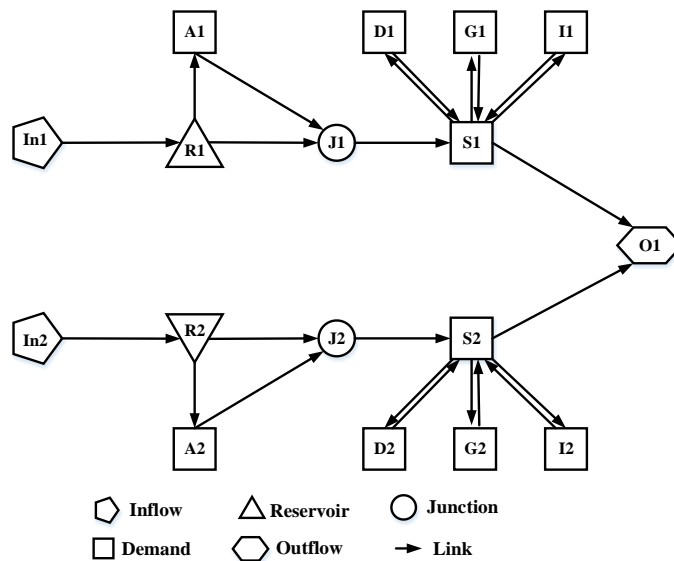 A1
D1
G1
I1
In1
R1
J1
S1
O1
In2
R2
J2
S2
A2
D2
G2
I2
Inflow
Reservoir
Junction
Demand
Outflow
Link